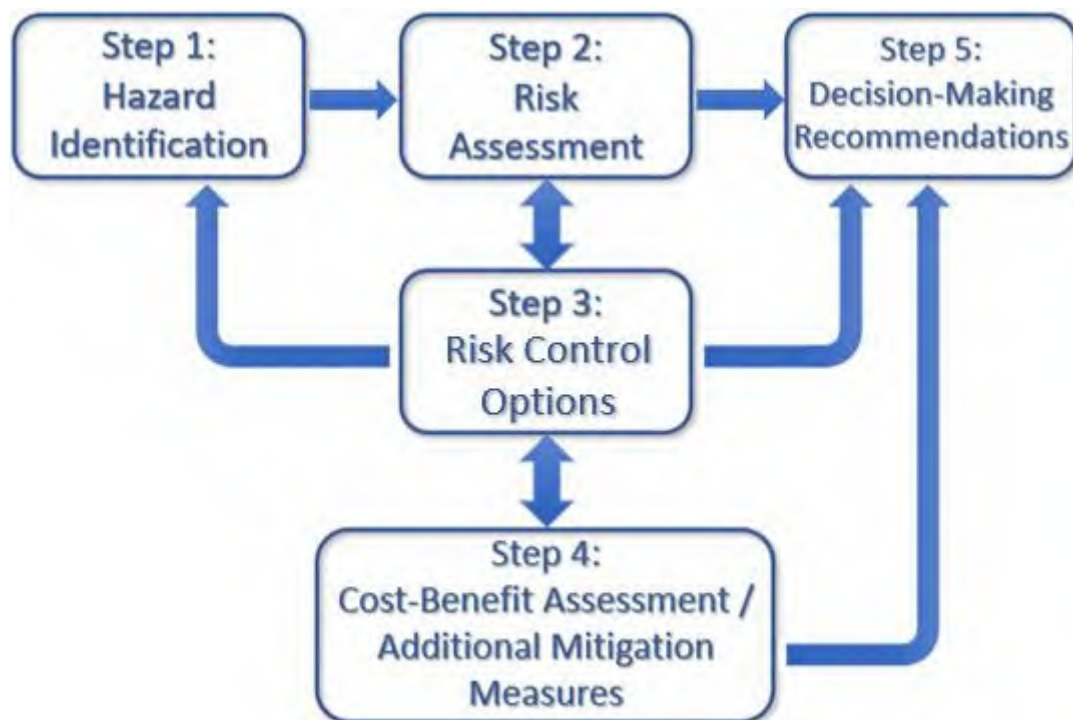 Step 1:
Hazard
Identification
Step 2:
Risk
Assessment
Step 5:
Decision-Making
Recommendations
Step 3:
Risk Control
Options
Step 4:
Cost-Benefit Assessment /
Additional Mitigation
Measures